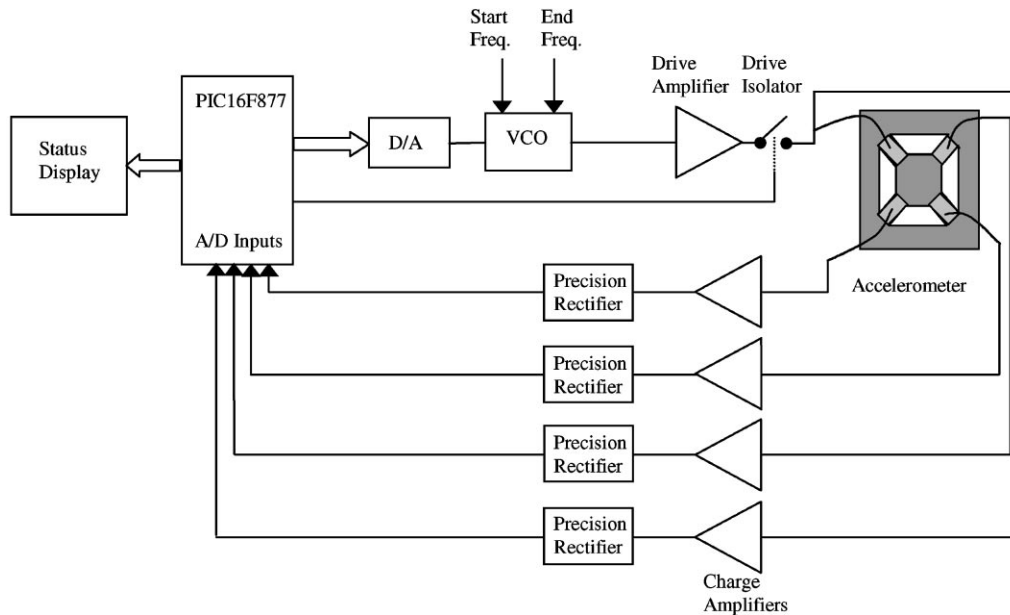 Start
Freq.
End
Freq.
Drive
Amplifier
Drive
Isolator
PIC16F877
Status
Display
D/A
VCO
A/D Inputs
Accelerometer
Precision
Rectifier
Precision
Rectifier
Precision
Rectifier
Precision
Rectifier
Charge
Amplifiers